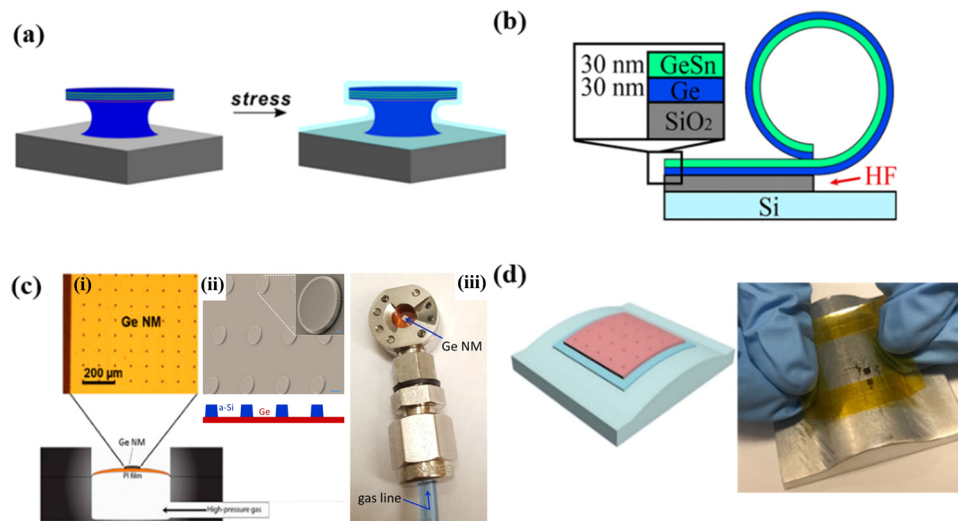 (a)
stress
(b)
30 nm
30 nm
GeSn
Ge
SiO₂
HF
Si
(c)
(i)
Ge NM
200 μm
(ii)
a-Si
Ge
(iii)
Ge NM
gas line
Ge NM
PI film
High-pressure gas
(d)